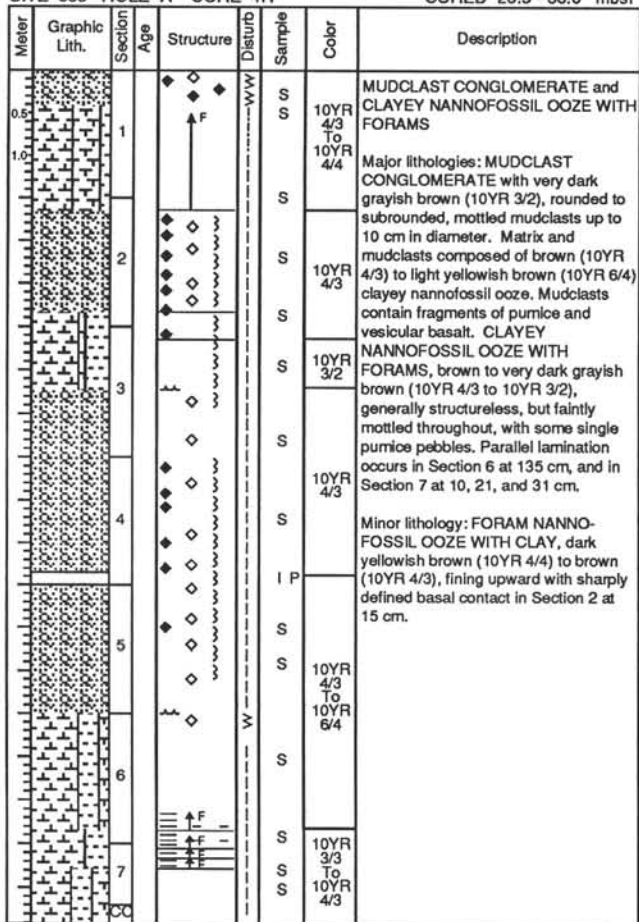 Meter
Graphic Lith.
Section
Age
Structure
Disturb
Sample
Color
Description
0.5
1.0
1
2
3
4
5
6
7
CC
F
F
F
F
F
W
W
W
S
S
S
S
S
S
S
S
I P
S
S
S
S
S
S
10YR
4/3
To
10YR
4/4
10YR
4/3
10YR
3/2
10YR
4/3
10YR
4/3
To
10YR
6/4
10YR
3/3
To
10YR
4/3
MUDCLAST CONGLOMERATE and
CLAYEY NANNOFOSSIL OOZE WITH
FORAMS
Major lithologies: MUDCLAST
CONGLOMERATE with very dark
grayish brown (10YR 3/2), rounded to
subrounded, mottled mudclasts up to
10 cm in diameter. Matrix and
mudclasts composed of brown (10YR
4/3) to light yellowish brown (10YR 6/4)
clayey nannofossil ooze. Mudclasts
contain fragments of pumice and
vesicular basalt. CLAYEY
NANNOFOSSIL OOZE WITH
FORAMS, brown to very dark grayish
brown (10YR 4/3 to 10YR 3/2),
generally structureless, but faintly
mottled throughout, with some single
pumice pebbles. Parallel lamination
occurs in Section 6 at 135 cm, and in
Section 7 at 10, 21, and 31 cm.
Minor lithology: FORAM NANNO-
FOSSIL OOZE WITH CLAY, dark
yellowish brown (10YR 4/4) to brown
(10YR 4/3), fining upward with sharply
defined basal contact in Section 2 at
15 cm.